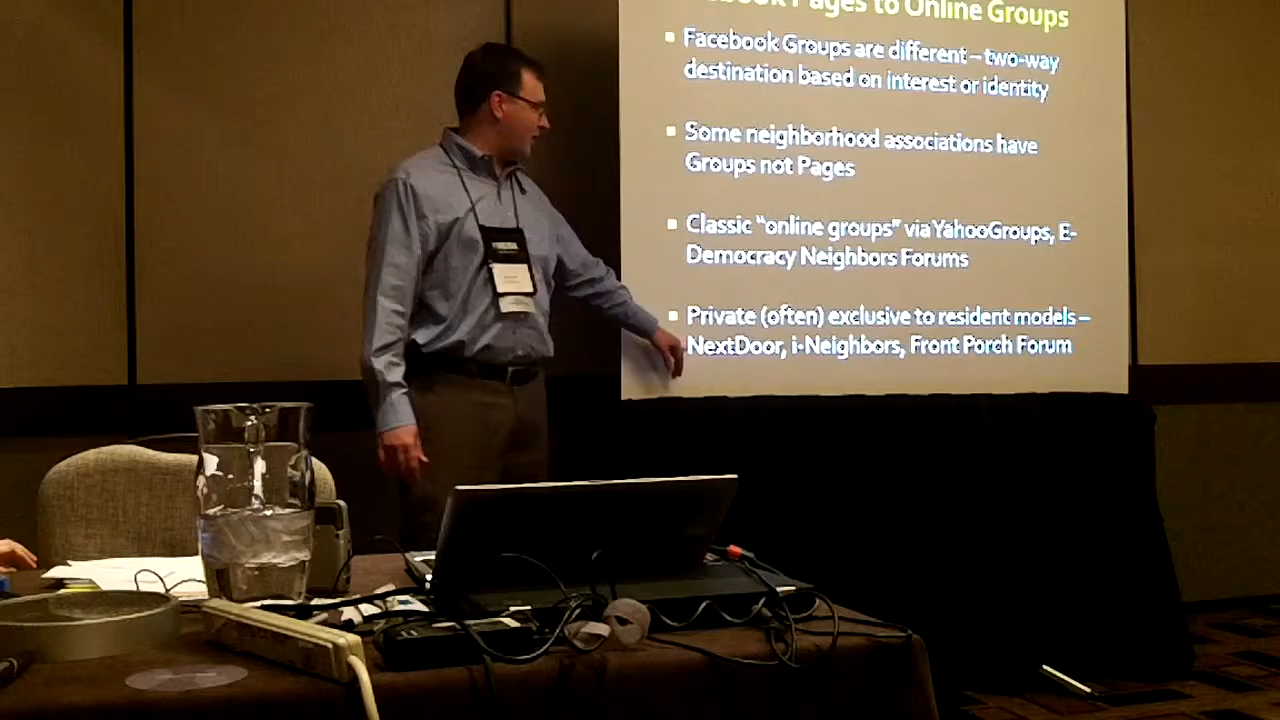 Pages to Online Groups
Facebook Groups are different – two-way
destination based on interest or identity
Some neighborhood associations have
Groups not Pages
Classic “online groups” via YahooGroups, E-
Democracy Neighbors Forums
Private (often) exclusive to resident models –
NextDoor, i-Neighbors, Front Porch Forum